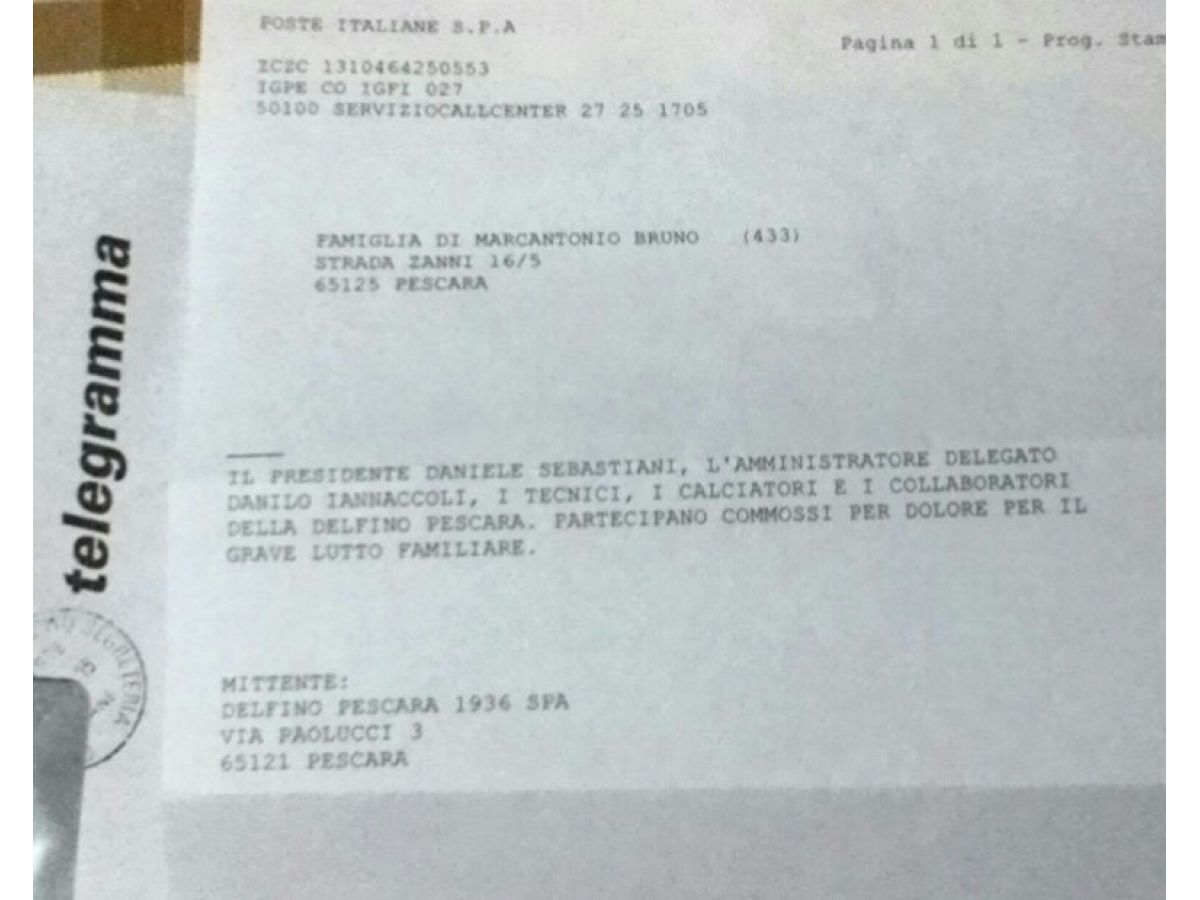 POSTE ITALIANE S.P.A
Pagina 1 di 1 - Prog. Stam
ZCZC 1310464250553
IGPE CO IGFI 027
50100 SERVIZIOCALLCENTER 27 25 1705
FAMIGLIA DI MARCANTONIO BRUNO (433)
STRADA ZANNI 16/5
65125 PESCARA
telegramma
IL PRESIDENTE DANIELE SEBASTIANI, L'AMMINISTRATORE DELEGATO
DANILO IANNACCOLI, I TECNICI, I CALCIATORI E I COLLABORATORI
DELLA DELFINO PESCARA. PARTECIPANO COMMOSSI PER DOLORE PER IL
GRAVE LUTTO FAMILIARE.
MITTENTE:
DELFINO PESCARA 1936 SPA
VIA PAOLUCCI 3
65121 PESCARA